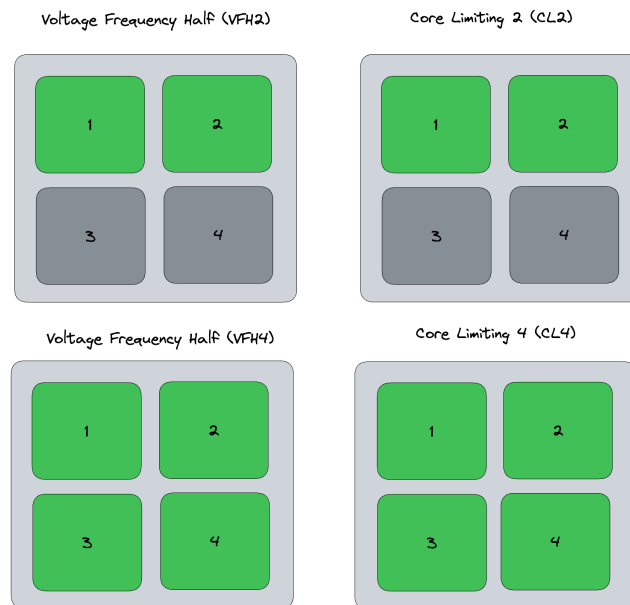 Voltage Frequency Half (VFH2)
Core Limiting 2 (CL2)
1 2
1 2
3 4
3 4
Voltage Frequency Half (VFH4)
Core Limiting 4 (CL4)
1 2
1 2
3 4
3 4